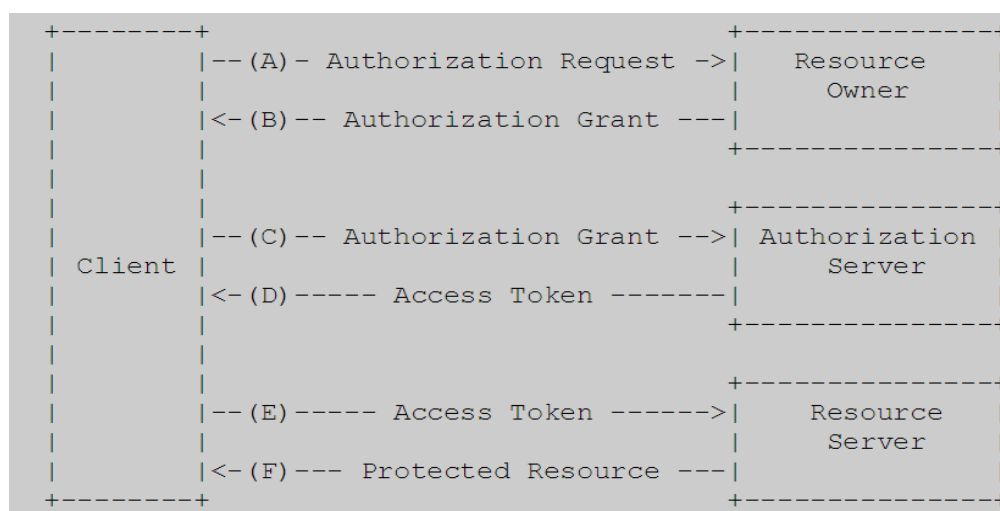 +--------+                               +----------------
|        |--(A)- Authorization Request ->|   Resource
|        |                               |     Owner
|        |<-(B)-- Authorization Grant ---|
|        |                               +----------------
|        |
|        |                               +----------------
|        |--(C)-- Authorization Grant -->| Authorization
| Client |                               |     Server
|        |<-(D)----- Access Token -------|
|        |                               +----------------
|        |
|        |                               +----------------
|        |--(E)----- Access Token ------>|    Resource
|        |                               |     Server
|        |<-(F)--- Protected Resource ---|
+--------+                               +----------------